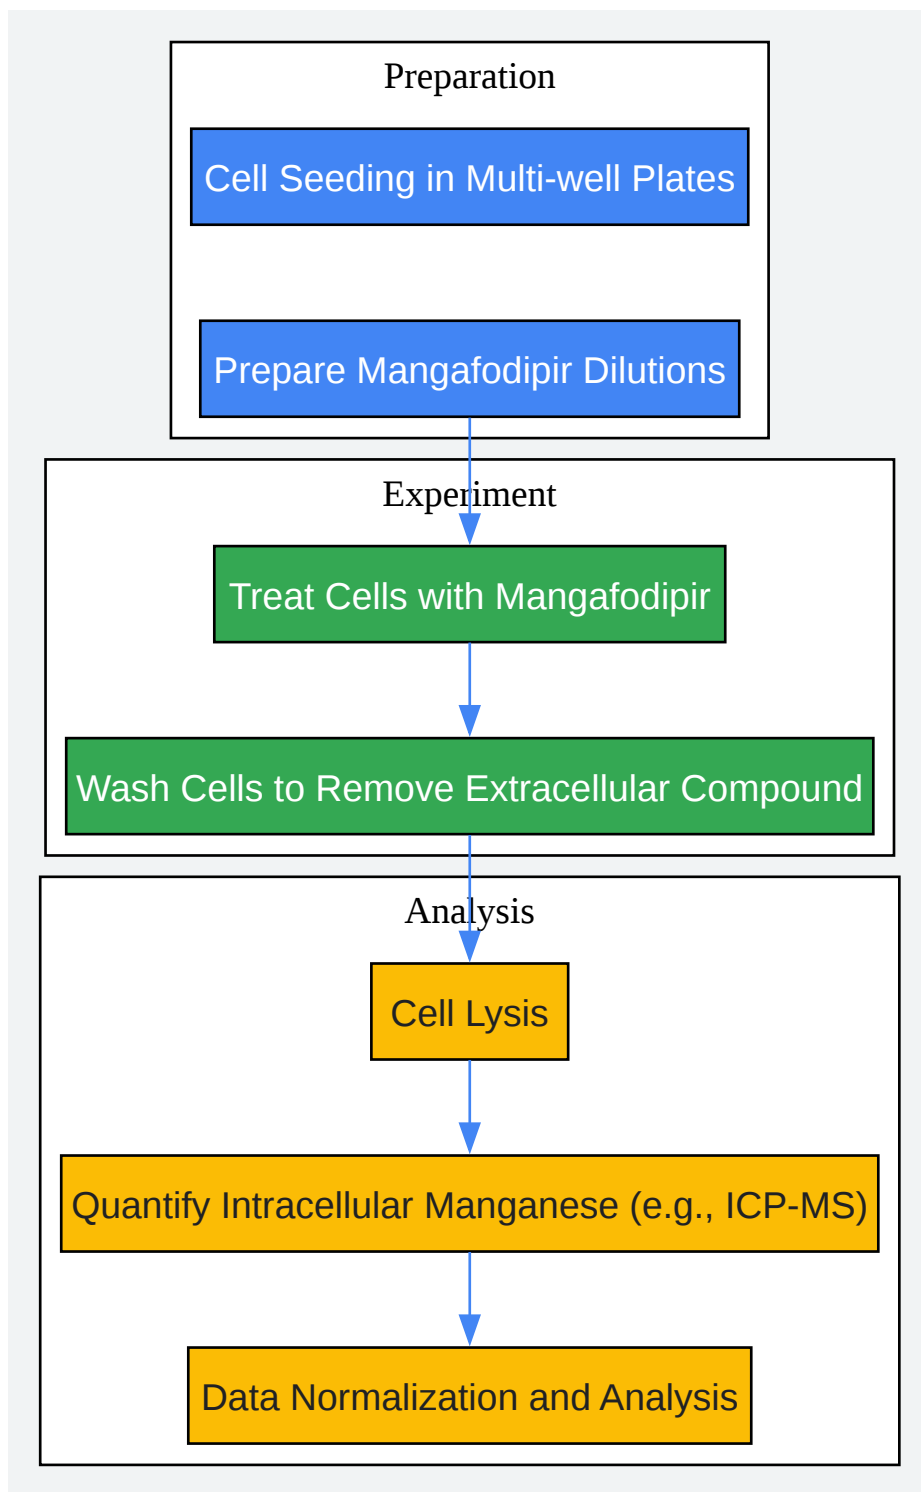 Preparation
Cell Seeding in Multi-well Plates
Prepare Mangafodipir Dilutions
Experiment
Treat Cells with Mangafodipir
Wash Cells to Remove Extracellular Compound
Analysis
Cell Lysis
Quantify Intracellular Manganese (e.g., ICP-MS)
Data Normalization and Analysis